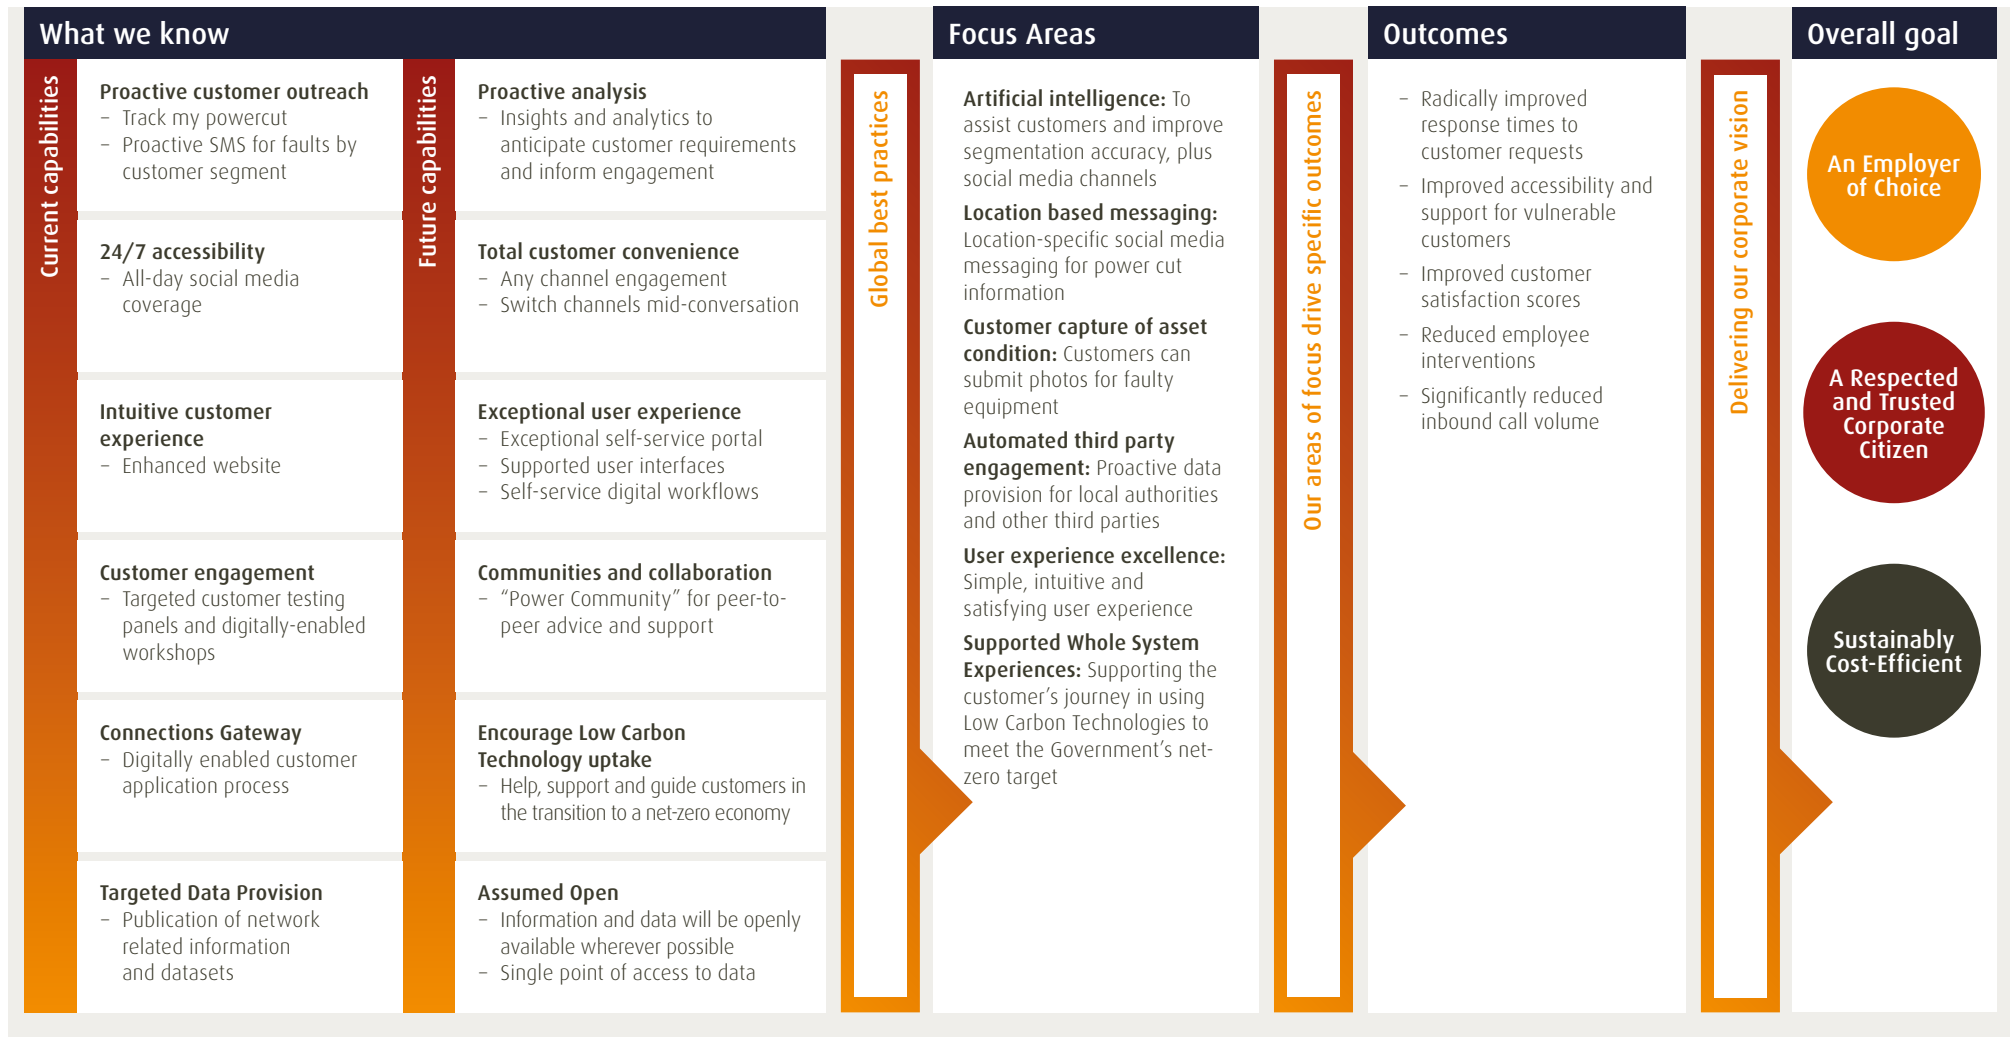 What we know
Current capabilities
Proactive customer outreach
– Track my powercut
– Proactive SMS for faults by
customer segment
24/7 accessibility
– All-day social media
coverage
Intuitive customer
experience
– Enhanced website
Customer engagement
– Targeted customer testing
panels and digitally-enabled
workshops
Connections Gateway
– Digitally enabled customer
application process
Targeted Data Provision
– Publication of network
related information
and datasets
Future capabilities
Proactive analysis
– Insights and analytics to
anticipate customer requirements
and inform engagement
Total customer convenience
– Any channel engagement
– Switch channels mid-conversation
Exceptional user experience
– Exceptional self-service portal
– Supported user interfaces
– Self-service digital workflows
Communities and collaboration
– “Power Community” for peer-to-
peer advice and support
Encourage Low Carbon
Technology uptake
– Help, support and guide customers in
the transition to a net-zero economy
Assumed Open
– Information and data will be openly
available wherever possible
– Single point of access to data
Global best practices
Focus Areas
Artificial intelligence: To
assist customers and improve
segmentation accuracy, plus
social media channels
Location based messaging:
Location-specific social media
messaging for power cut
information
Customer capture of asset
condition: Customers can
submit photos for faulty
equipment
Automated third party
engagement: Proactive data
provision for local authorities
and other third parties
User experience excellence:
Simple, intuitive and
satisfying user experience
Supported Whole System
Experiences: Supporting the
customer’s journey in using
Low Carbon Technologies to
meet the Government’s net-
zero target
Our areas of focus drive specific outcomes
Outcomes
– Radically improved
response times to
customer requests
– Improved accessibility and
support for vulnerable
customers
– Improved customer
satisfaction scores
– Reduced employee
interventions
– Significantly reduced
inbound call volume
Delivering our corporate vision
Overall goal
An Employer
of Choice
A Respected
and Trusted
Corporate
Citizen
Sustainably
Cost-Efficient